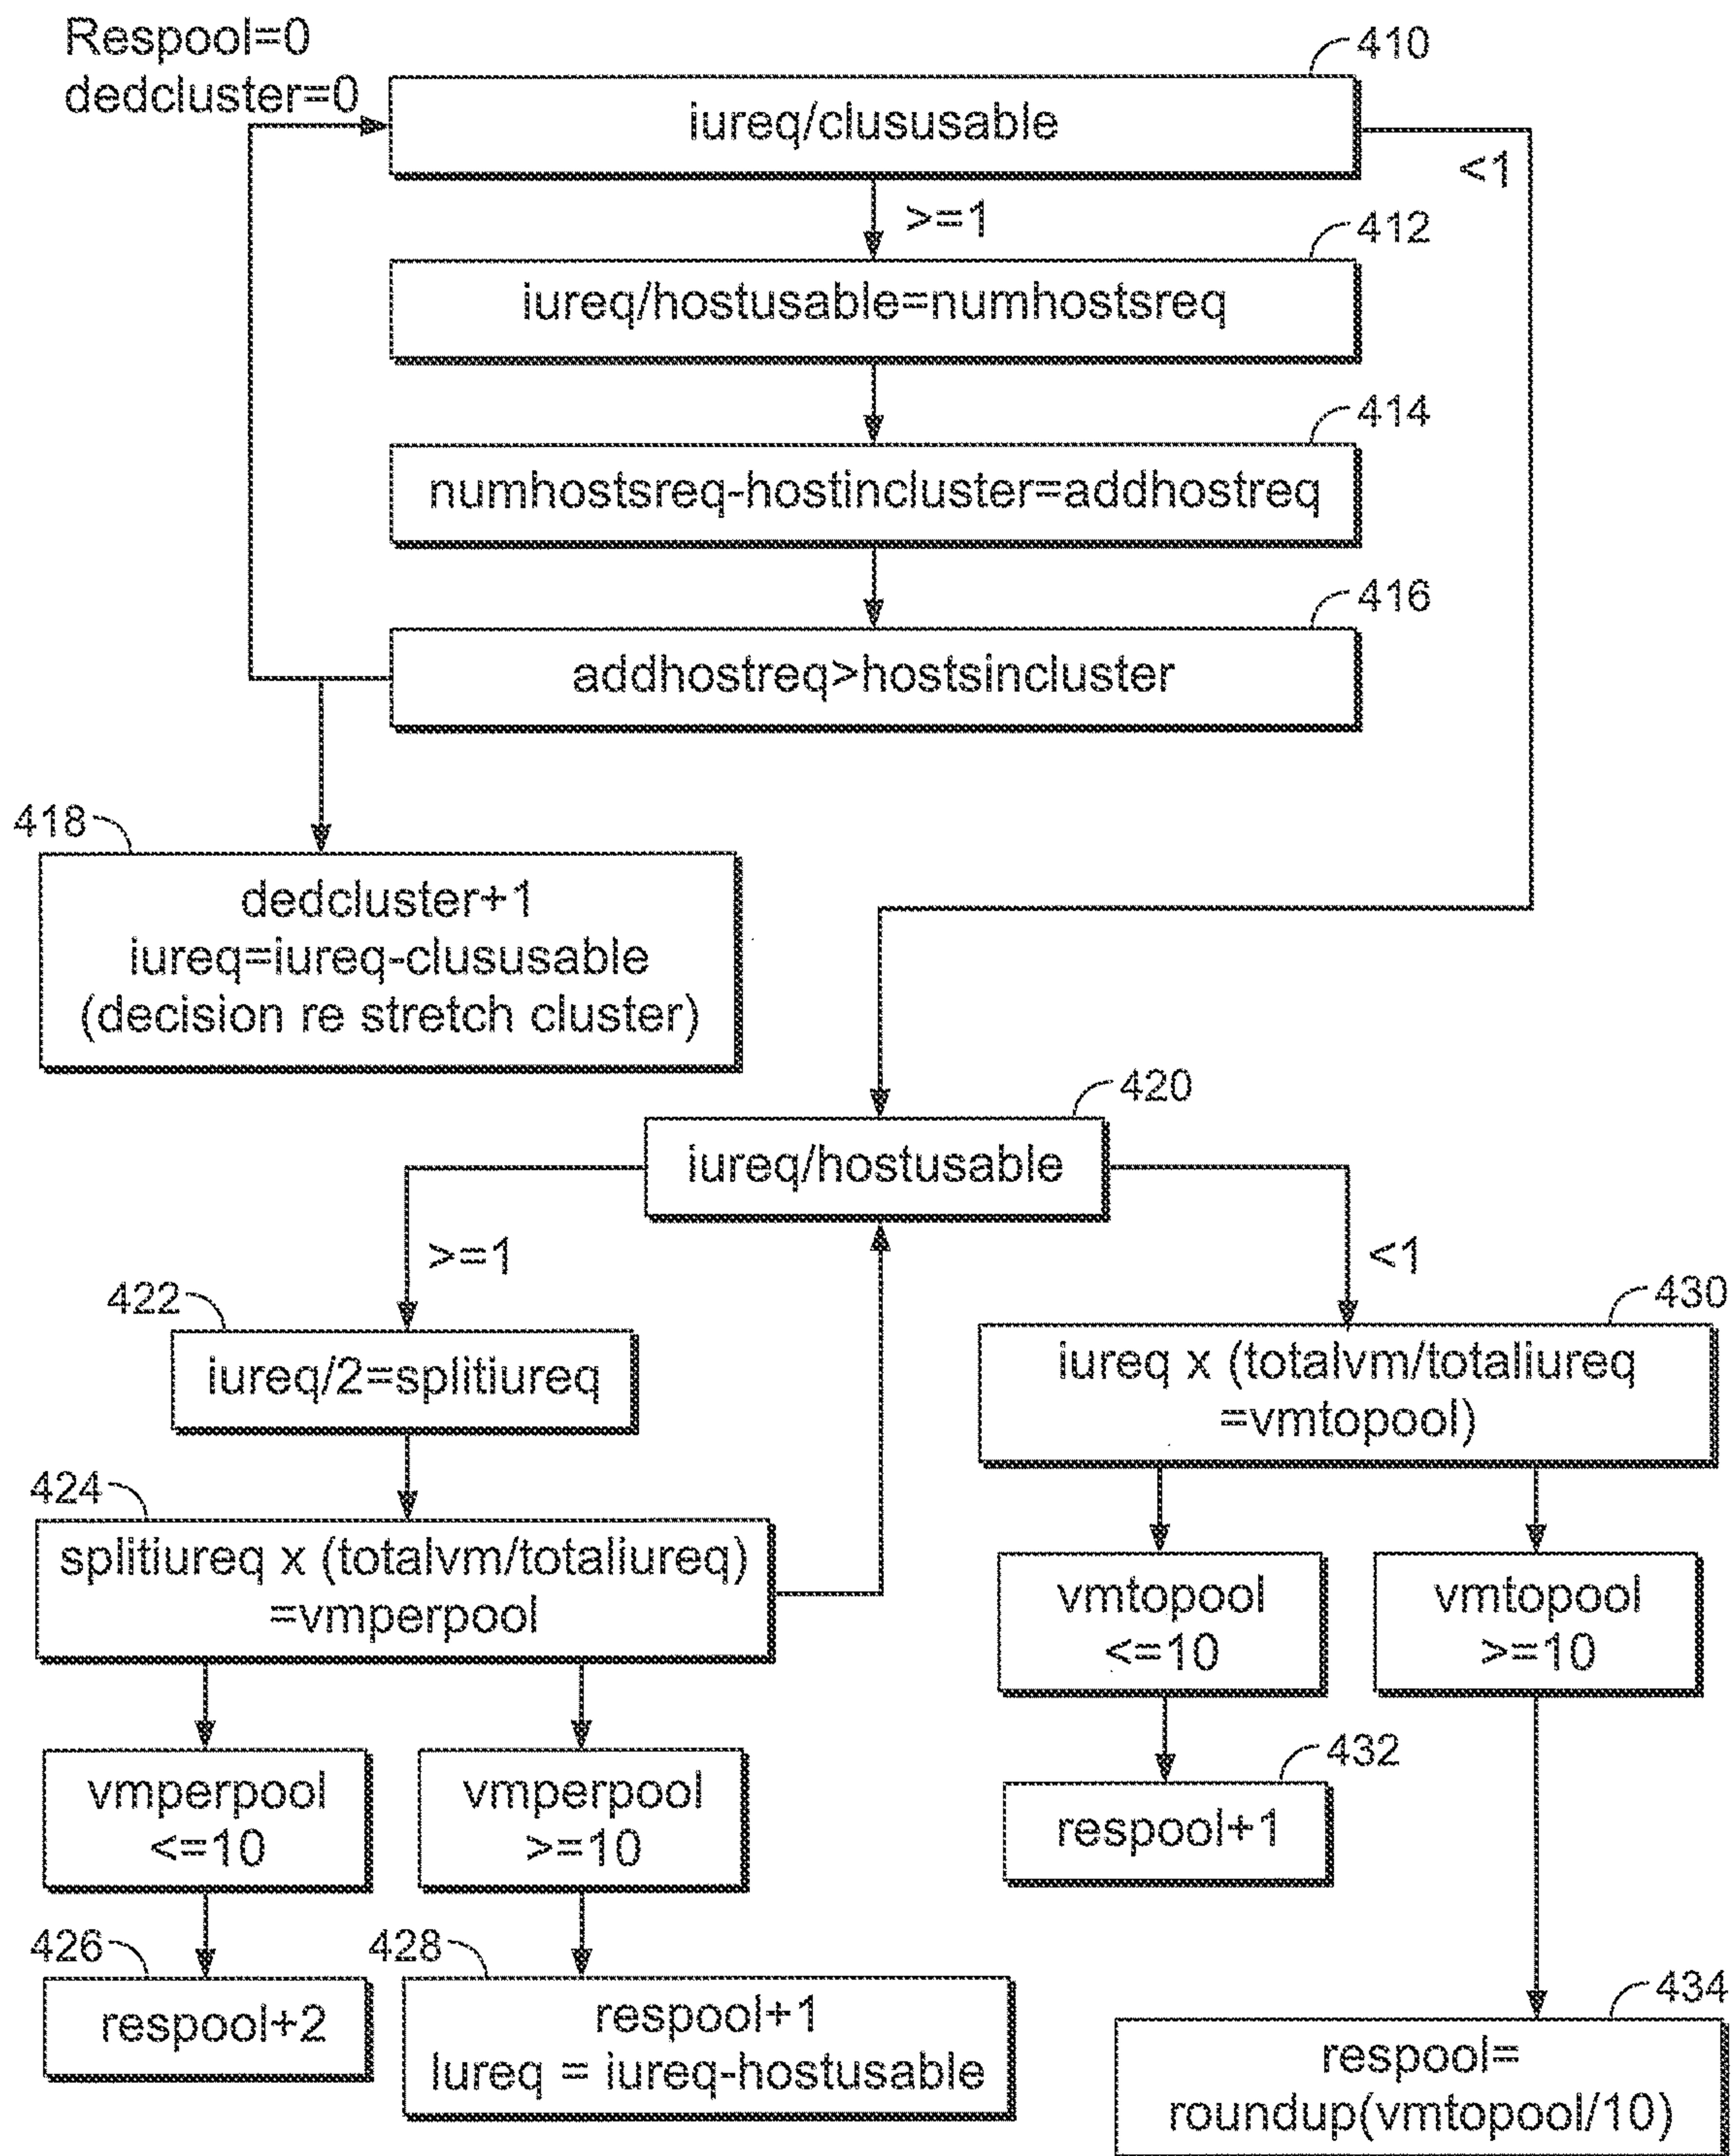 Respool=0
dedcluster=0
410
iureq/clususable
<1
>=1
412
iureq/hostusable=numhostsreq
414
numhostsreq-hostincluster=addhostreq
416
addhostreq>hostsincluster
418
dedcluster+1
iureq=iureq-clususable
(decision re stretch cluster)
420
iureq/hostusable
>=1
<1
422
iureq/2=splitiureq
430
iureq x (totalvm/totaliureq
=vmtopool)
424
splitiureq x (totalvm/totaliureq)
=vmperpool
vmtopool
<=10
vmtopool
>=10
vmperpool
<=10
vmperpool
>=10
432
respool+1
426
respool+2
428
respool+1
Iureq = iureq-hostusable
434
respool=
roundup(vmtopool/10)